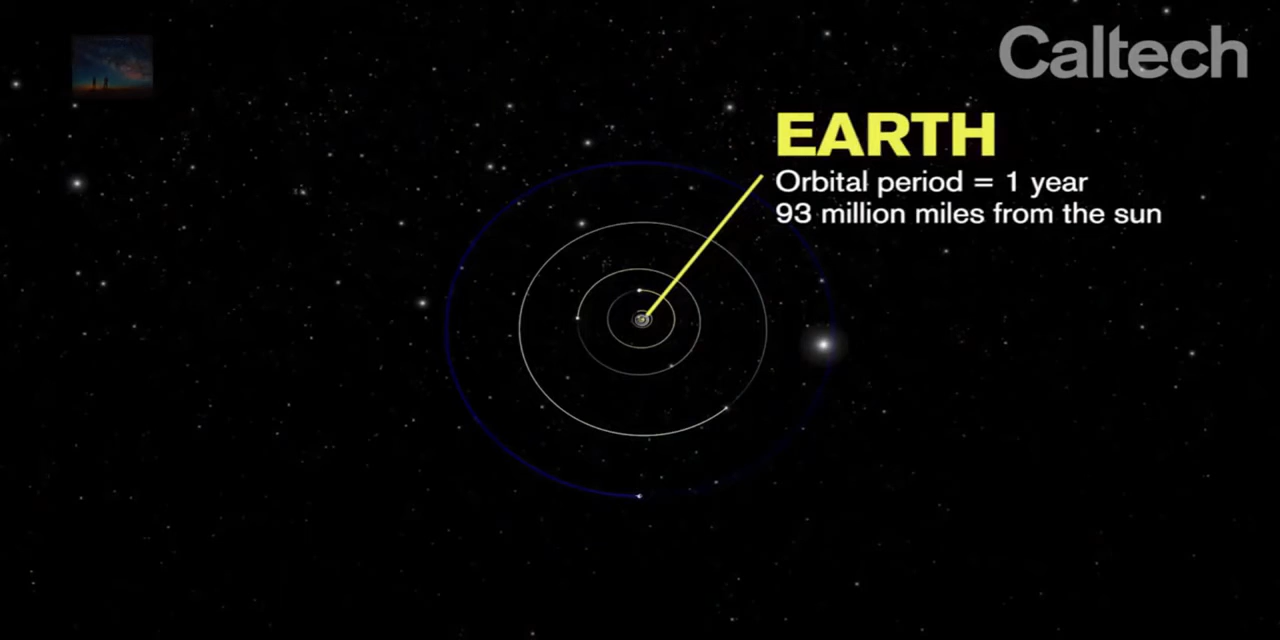 Caltech
EARTH
Orbital period = 1 year
93 million miles from the sun